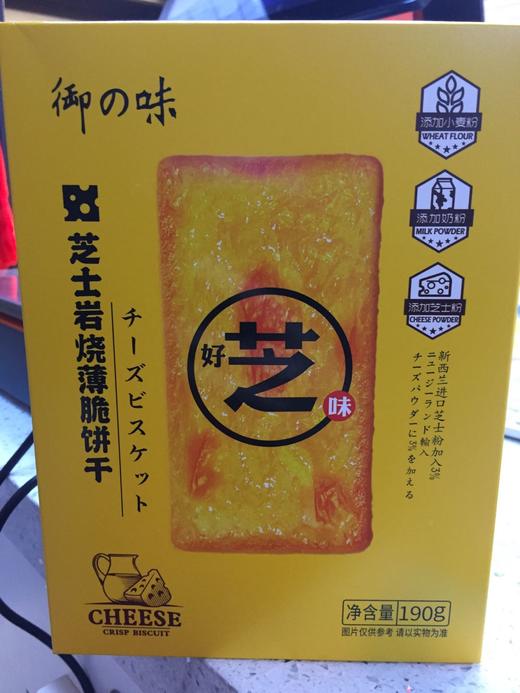 御の味
芝士岩烧薄脆饼干
チーズビスケット
好芝味
添加小麦粉
WHEAT FLOUR
添加奶粉
MILK POWDER
添加芝士粉
CHEESE POWDER
新西兰进口芝士粉加入3%
ニュージーランド輸入
チーズパウダーに3%を加える
CHEESE
CRISP BISCUIT
净含量 190g
图片仅供参考 请以实物为准